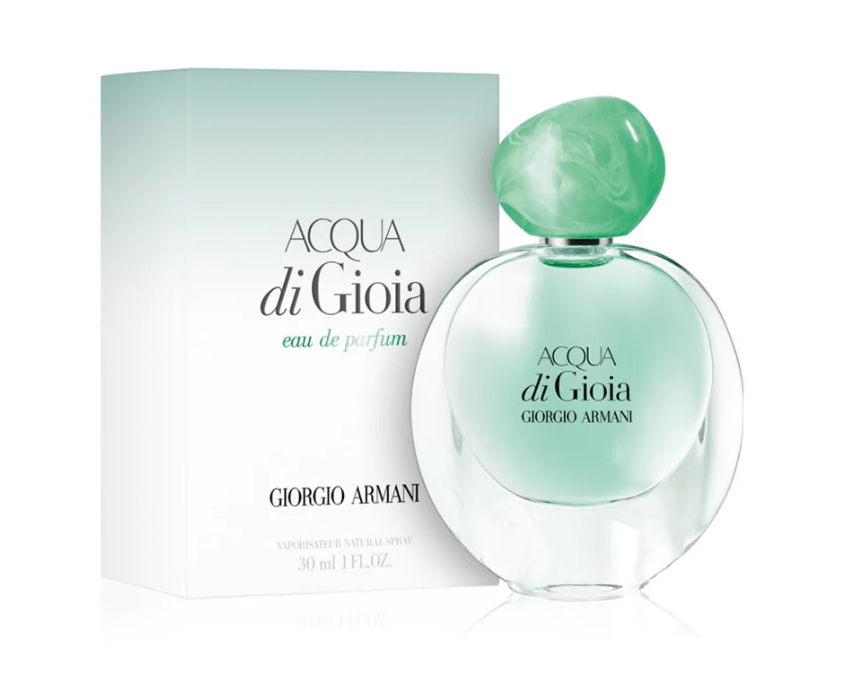 ACQUA
di Gioia
eau de parfum
GIORGIO ARMANI
VAPORISATEUR NATURAL SPRAY
30 ml 1 FL.OZ.
ACQUA
di Gioia
GIORGIO ARMANI